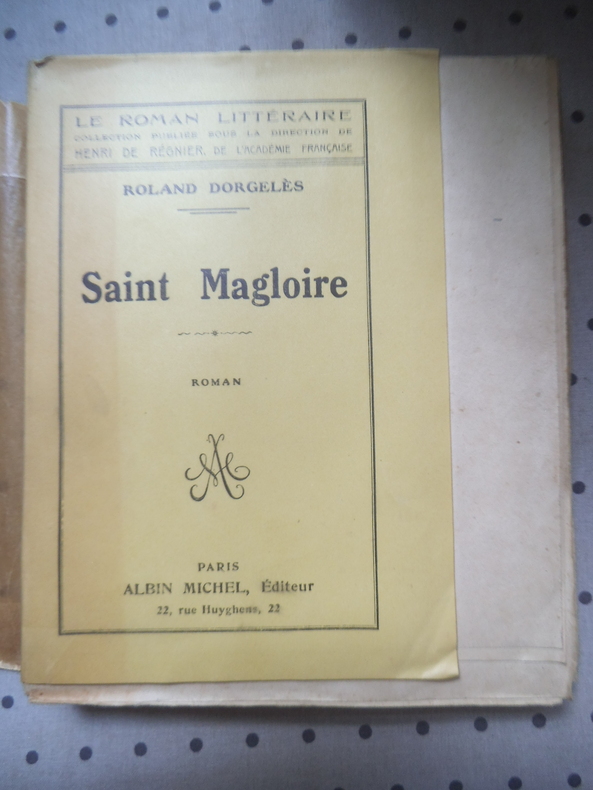 LE ROMAN LITTÉRAIRE
COLLECTION PUBLIÉE SOUS LA DIRECTION DE
HENRI DE RÉGNIER, DE L'ACADÉMIE FRANÇAISE
ROLAND DORGELÈS
Saint Magloire
ROMAN
PARIS
ALBIN MICHEL, Éditeur
22, rue Huyghens, 22